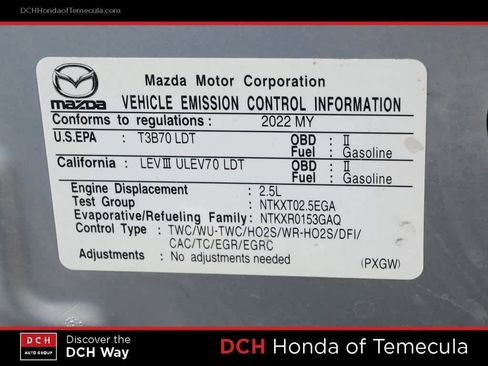 DCHHondaofTemecula.com
Mazda Motor Corporation
mazda VEHICLE EMISSION CONTROL INFORMATION
Conforms to regulations : 2022 MY
U.S.EPA : T3B70 LDT OBD : II
Fuel : Gasoline
California : LEVIII ULEV70 LDT OBD : II
Fuel : Gasoline
Engine Displacement : 2.5L
Test Group : NTKXT02.5EGA
Evaporative/Refueling Family: NTKXR0153GAQ
Control Type : TWC/WU-TWC/HO2S/WR-HO2S/DFI/
CAC/TC/EGR/EGRC
Adjustments : No adjustments needed
(PXGW)
DCH
AUTO GROUP
Discover the
DCH Way
DCH Honda of Temecula